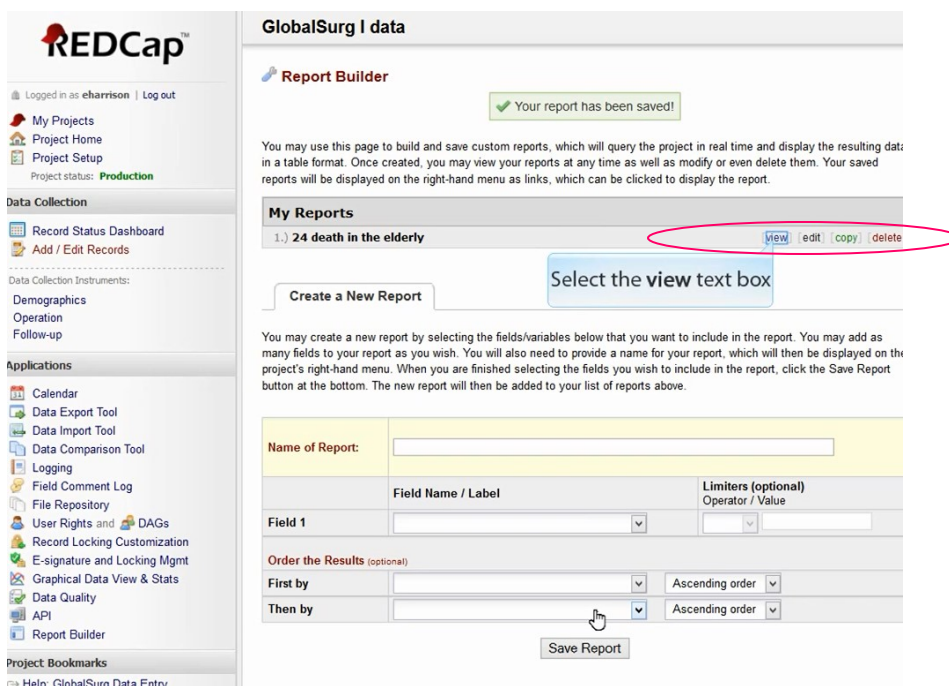 REDCap™
Logged in as eharrison | Log out
My Projects
Project Home
Project Setup
Project status: Production
Data Collection
Record Status Dashboard
Add / Edit Records
Data Collection Instruments:
Demographics
Operation
Follow-up
Applications
Calendar
Data Export Tool
Data Import Tool
Data Comparison Tool
Logging
Field Comment Log
File Repository
User Rights and DAGs
Record Locking Customization
E-signature and Locking Mgmt
Graphical Data View & Stats
Data Quality
API
Report Builder
Project Bookmarks
Help: GlobalSurg Data Entry
GlobalSurg I data
Report Builder
Your report has been saved!
You may use this page to build and save custom reports, which will query the project in real time and display the resulting data
in a table format. Once created, you may view your reports at any time as well as modify or even delete them. Your saved
reports will be displayed on the right-hand menu as links, which can be clicked to display the report.
My Reports
1.) 24 death in the elderly [view] [edit] [copy] [delete
Select the view text box
Create a New Report
You may create a new report by selecting the fields/variables below that you want to include in the report. You may add as
many fields to your report as you wish. You will also need to provide a name for your report, which will then be displayed on the
project's right-hand menu. When you are finished selecting the fields you wish to include in the report, click the Save Report
button at the bottom. The new report will then be added to your list of reports above.
Name of Report:
Field Name / Label
Limiters (optional)
Operator / Value
Field 1
Order the Results (optional)
First by Ascending order
Then by Ascending order
Save Report